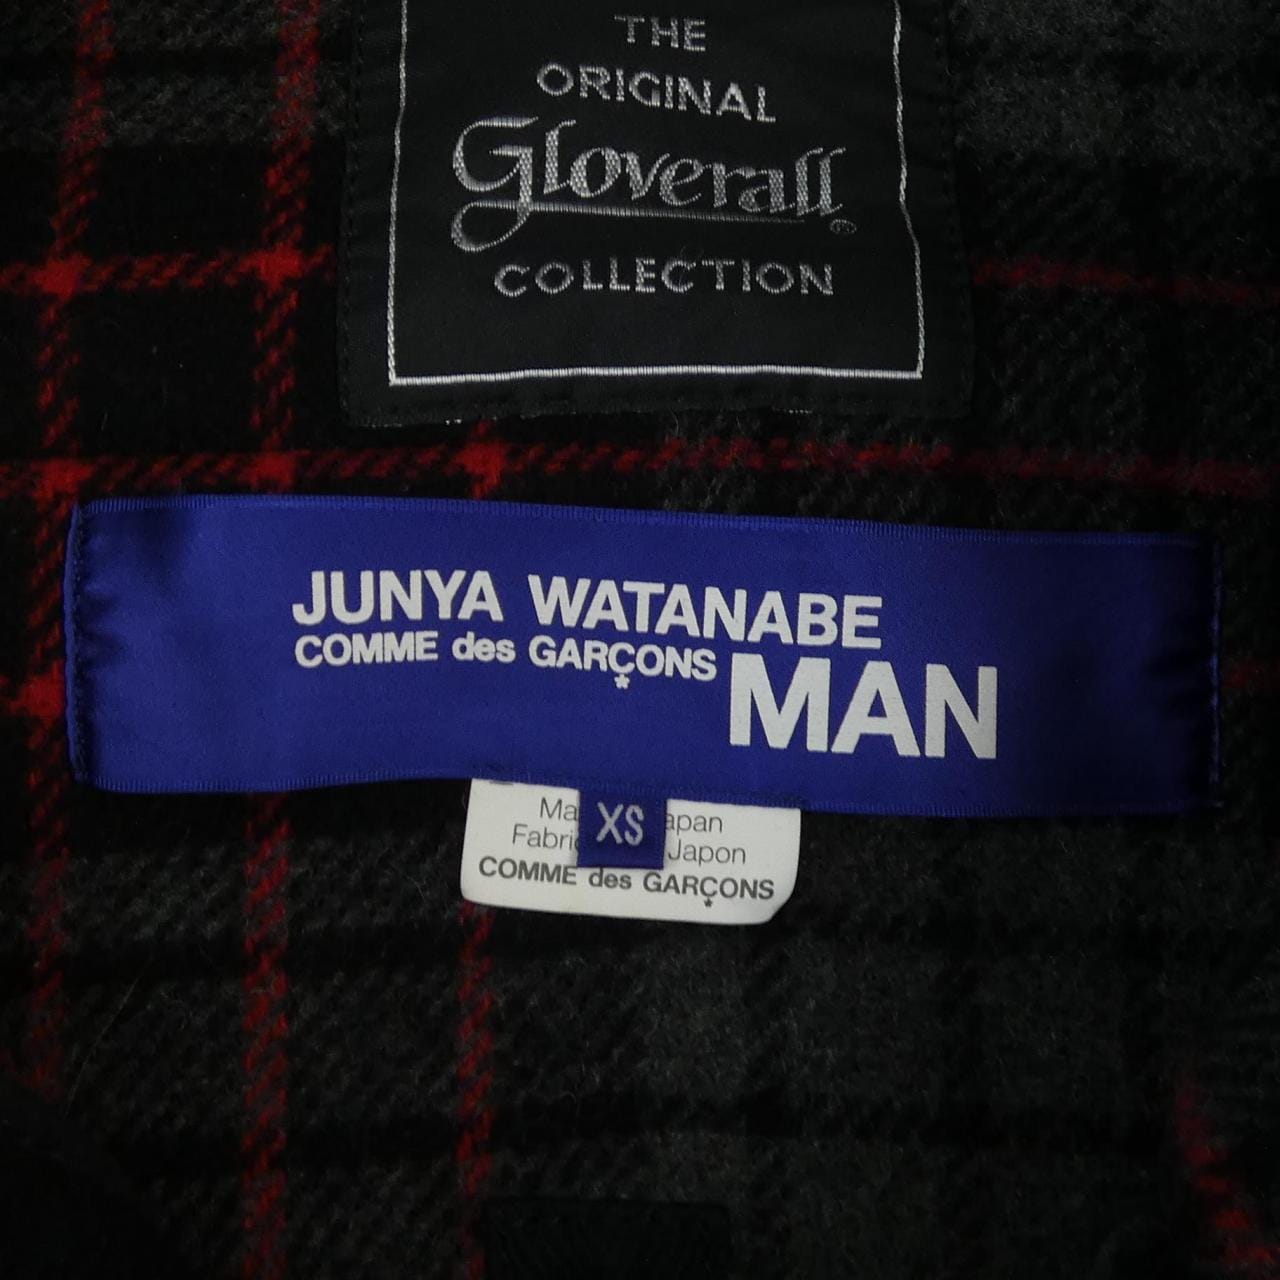 THE
ORIGINAL
Gloverall®
COLLECTION
JUNYA WATANABE
COMME des GARÇONS
MAN
XS
COMME des GARÇONS